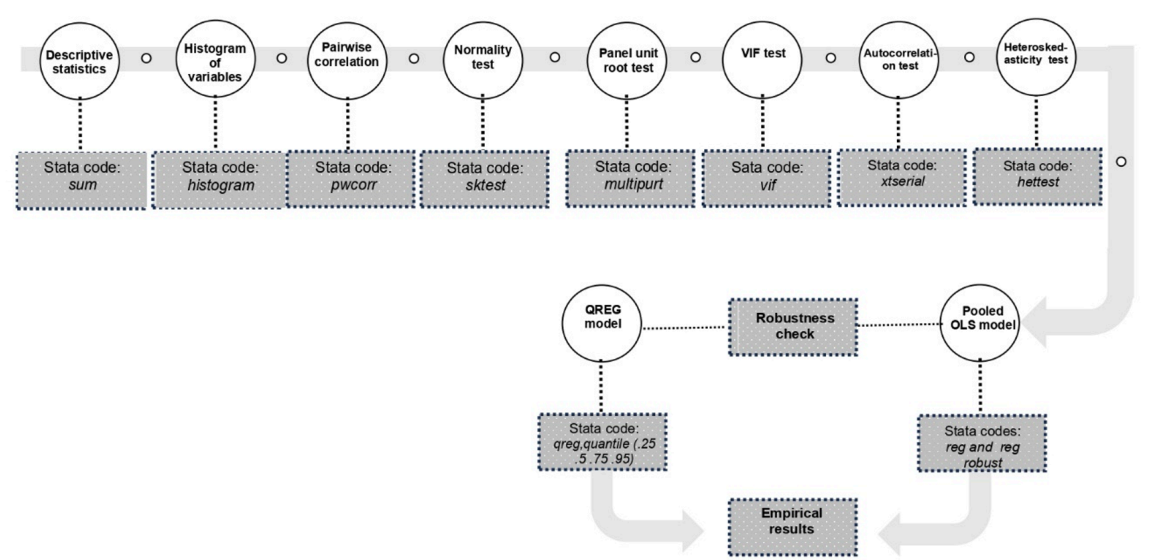 Descriptive
statistics
Histogram
of
variables
Pairwise
correlation
Normality
test
Panel unit
root test
VIF test
Autocorrelati-
on test
Heterosked-
asticity test
Stata code:
sum
Stata code:
histogram
Stata code:
pwcorr
Stata code:
sktest
Stata code:
multipurt
Sata code:
vif
Stata code:
xtserial
Stata code:
hettest
QREG
model
Robustness
check
Pooled
OLS model
Stata code:
qreg,quantile (.25
.5 .75 .95)
Stata codes:
reg and reg
robust
Empirical
results